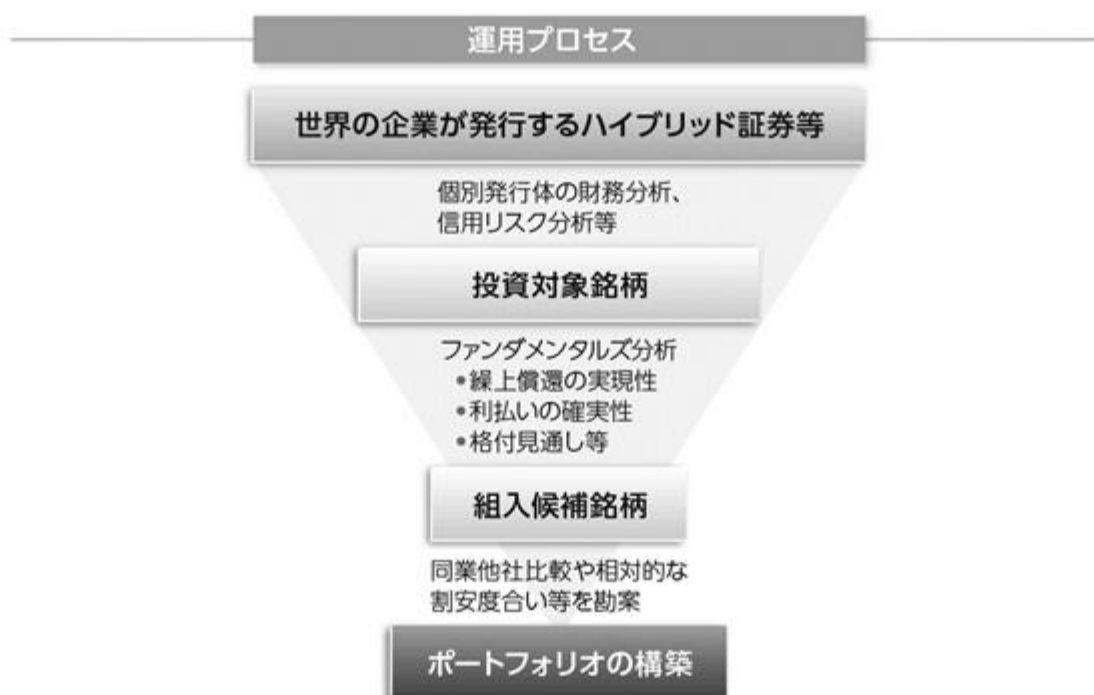 運用プロセス
世界の企業が発行するハイブリッド証券等
個別発行体の財務分析、
信用リスク分析等
投資対象銘柄
ファンダメンタルズ分析
•繰上償還の実現性
•利払いの確実性
•格付見通し等
組入候補銘柄
同業他社比較や相対的な
割安度合い等を勘案
ポートフォリオの構築